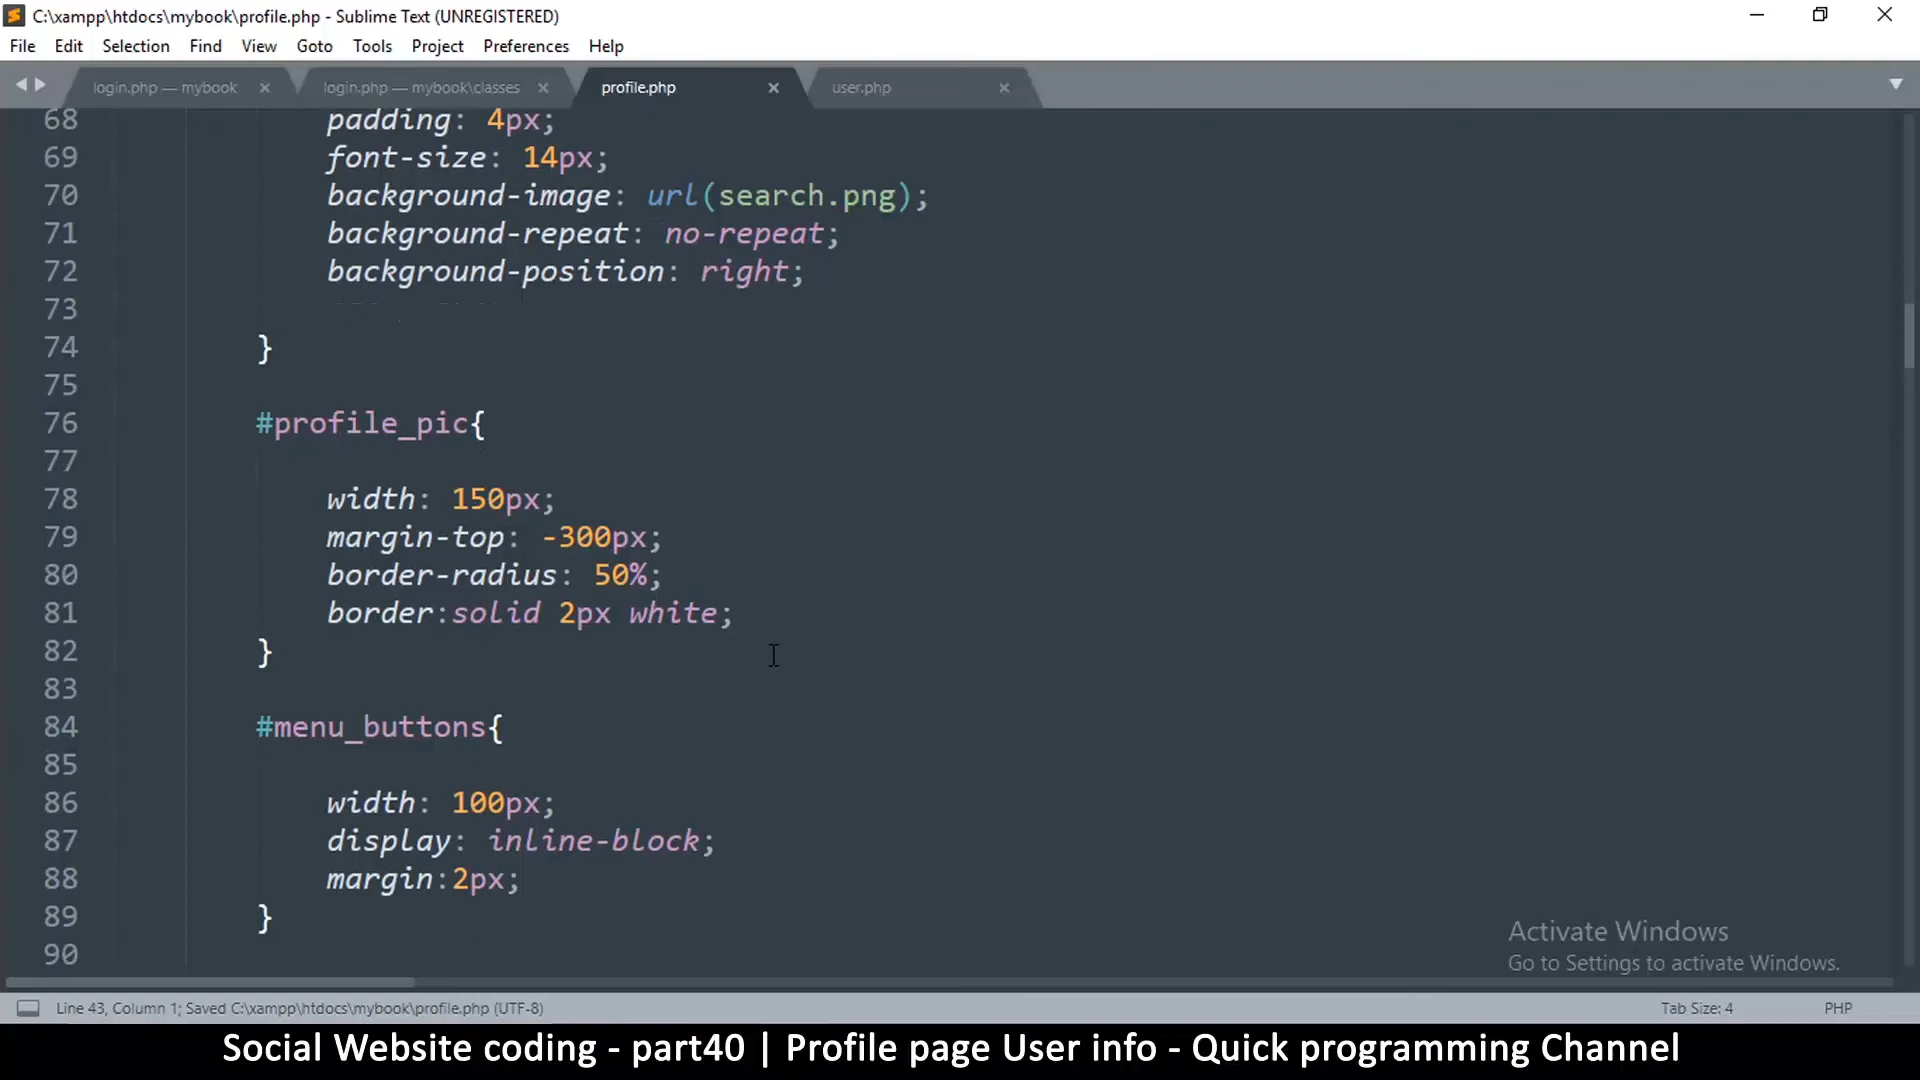 C:\xampp\htdocs\mybook\profile.php - Sublime Text (UNREGISTERED)
File Edit Selection Find View Goto Tools Project Preferences Help
login.php — mybook login.php — mybook\classes profile.php user.php
68 padding: 4px;
69 font-size: 14px;
70 background-image: url(search.png);
71 background-repeat: no-repeat;
72 background-position: right;
73
74 }
75
76 #profile_pic{
77
78 width: 150px;
79 margin-top: -300px;
80 border-radius: 50%;
81 border:solid 2px white;
82 }
83
84 #menu_buttons{
85
86 width: 100px;
87 display: inline-block;
88 margin:2px;
89 }
90
Activate Windows
Go to Settings to activate Windows.
Line 43, Column 1; Saved C:\xampp\htdocs\mybook\profile.php (UTF-8) Tab Size: 4 PHP
Social Website coding - part40 | Profile page User info - Quick programming Channel